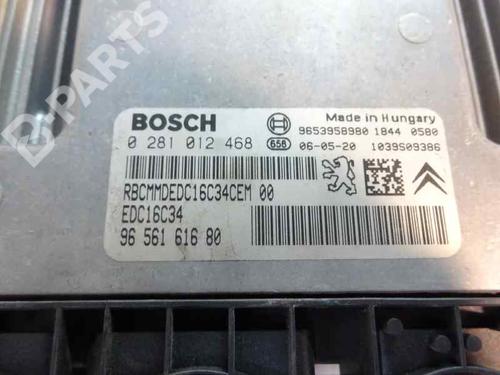 B-PARTS
BOSCH
Made in Hungary
0 281 012 468
9653958980 1844 0580
656 06-05-20 1039S09386
RBCMMDEDC16C34CEM 00
EDC16C34
96 561 616 80